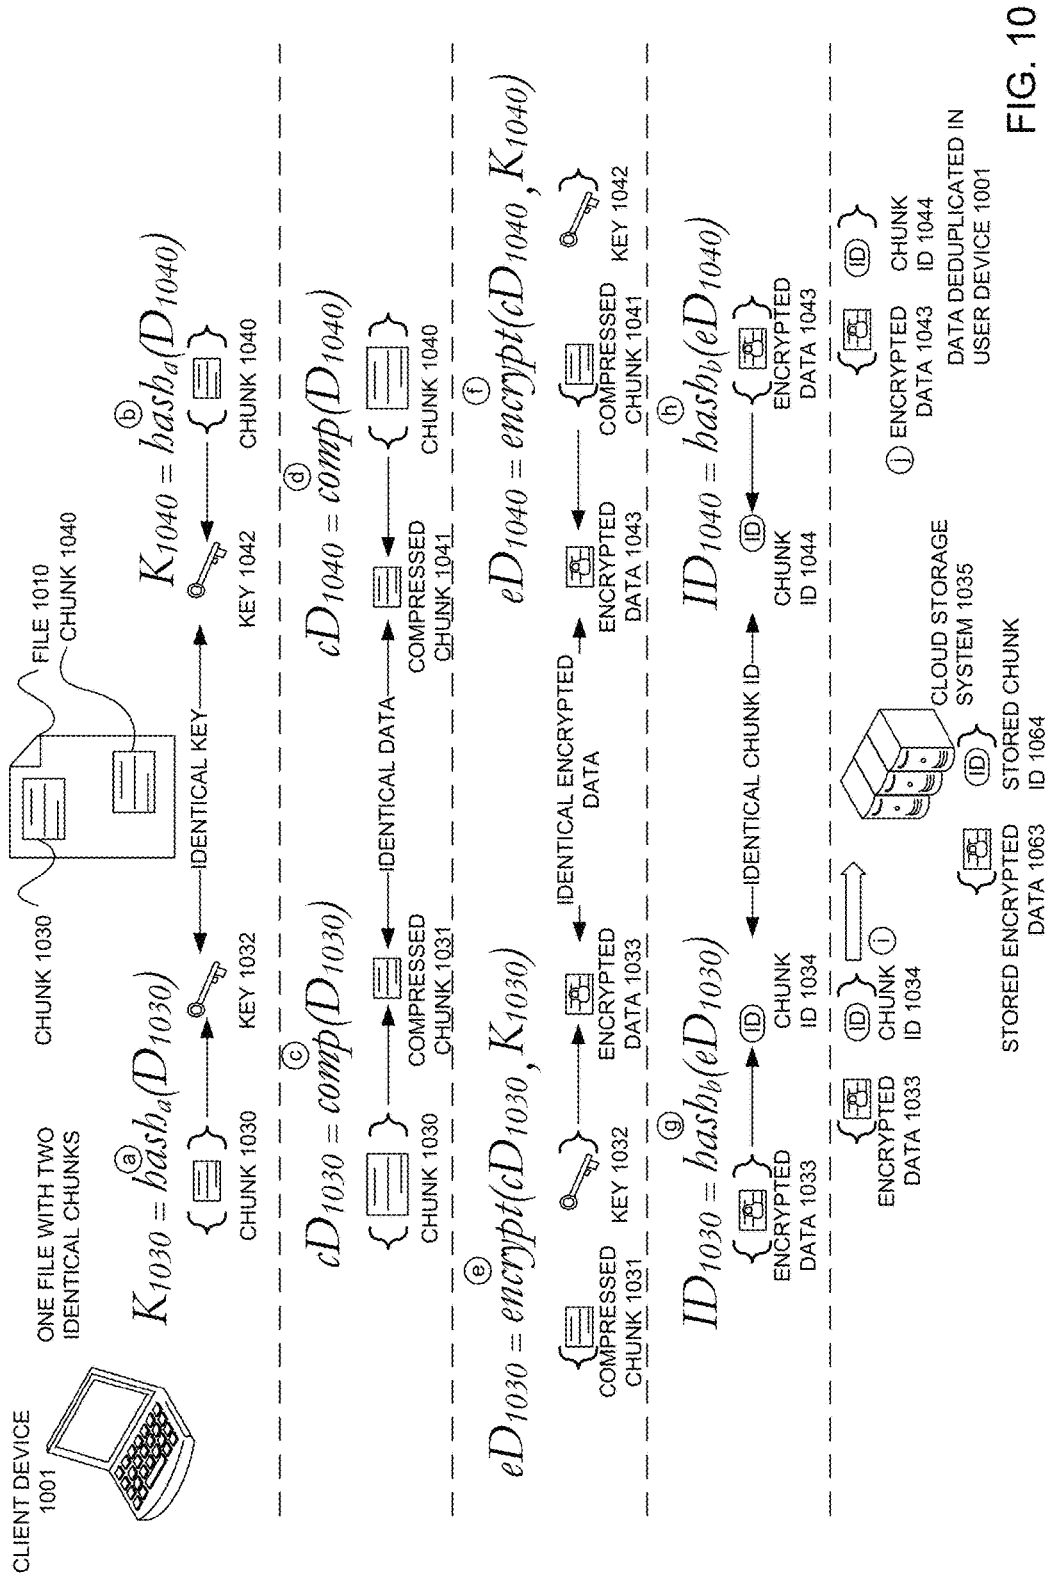 CLIENT DEVICE
1001
ONE FILE WITH TWO
IDENTICAL CHUNKS
CHUNK 1030
FILE 1010
CHUNK 1040
K1030 = hasha(D1030)
a
CHUNK 1030
KEY 1032
IDENTICAL KEY
K1040 = hasha(D1040)
b
KEY 1042
CHUNK 1040
cD1030 = comp(D1030)
c
CHUNK 1030
COMPRESSED
CHUNK 1031
IDENTICAL DATA
cD1040 = comp(D1040)
d
COMPRESSED
CHUNK 1041
CHUNK 1040
eD1030 = encrypt(cD1030, K1030)
e
COMPRESSED
CHUNK 1031
KEY 1032
ENCRYPTED
DATA 1033
IDENTICAL ENCRYPTED
DATA
eD1040 = encrypt(cD1040, K1040)
f
ENCRYPTED
DATA 1043
COMPRESSED
CHUNK 1041
KEY 1042
ID1030 = hashb(eD1030)
g
ENCRYPTED
DATA 1033
ID
CHUNK
ID 1034
IDENTICAL CHUNK ID
ID1040 = hashb(eD1040)
h
ID
CHUNK
ID 1044
ENCRYPTED
DATA 1043
ENCRYPTED
DATA 1033
ID
CHUNK
ID 1034
i
CLOUD STORAGE
SYSTEM 1035
STORED ENCRYPTED
DATA 1063
ID
STORED CHUNK
ID 1064
j
ENCRYPTED
DATA 1043
ID
CHUNK
ID 1044
DATA DEDUPLICATED IN
USER DEVICE 1001
FIG. 10